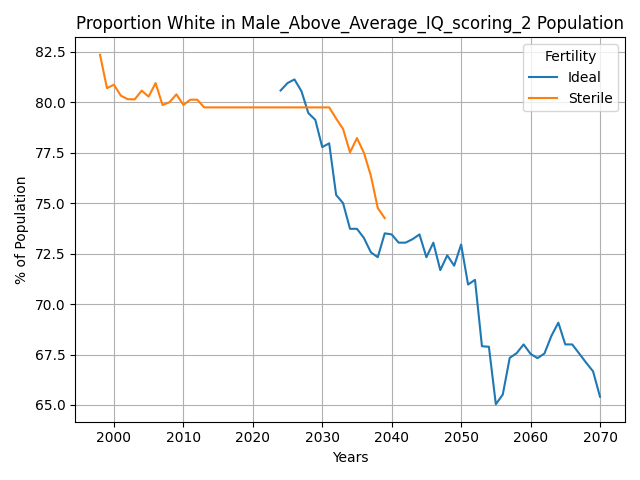 Proportion White in Male_Above_Average_IQ_scoring_2 Population
Fertility
Ideal
Sterile
% of Population
82.5
80.0
77.5
75.0
72.5
70.0
67.5
65.0
2000 2010 2020 2030 2040 2050 2060 2070
Years